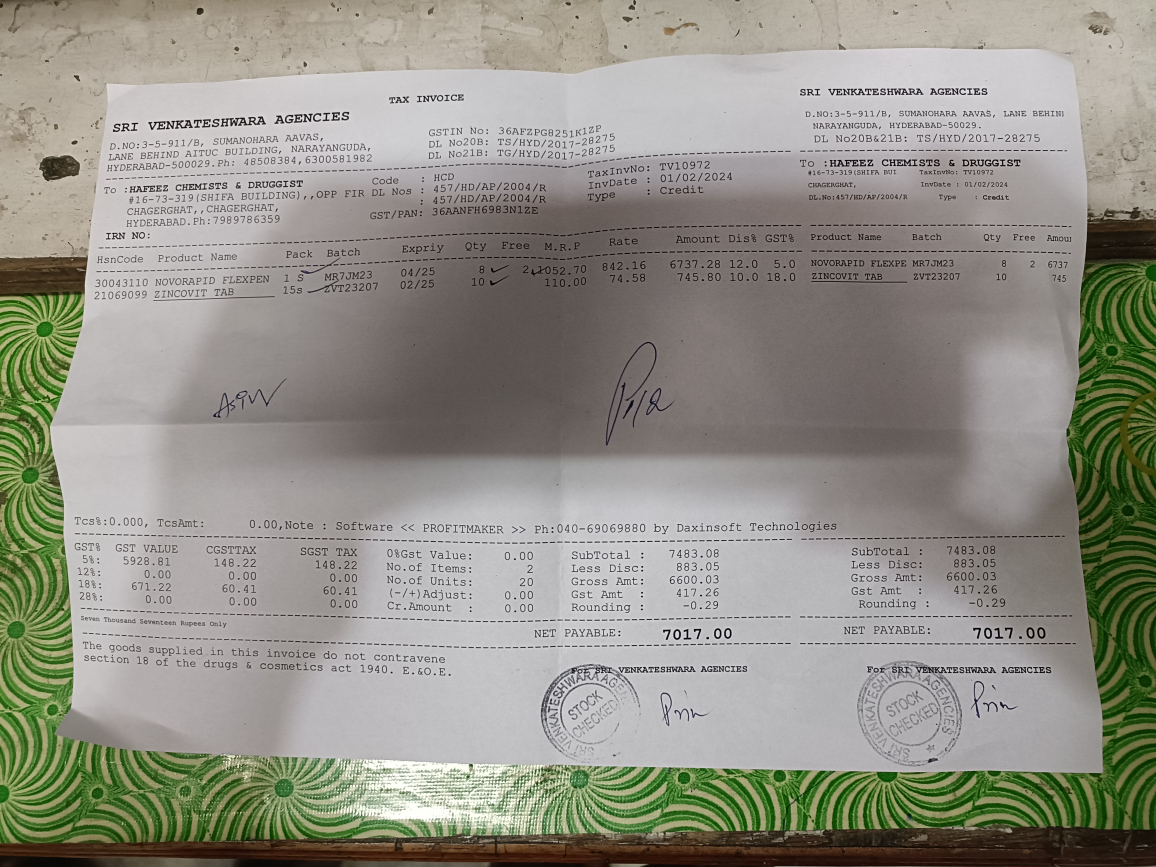 TAX INVOICE
SRI VENKATESHWARA AGENCIES
D.NO:3-5-911/B, SUMANOHARA AAVAS,
LANE BEHIND AITUC BUILDING, NARAYANGUDA,
HYDERABAD-500029.Ph: 48508384,6300581982
GSTIN No: 36AFZPG8251K1ZP
DL No20B: TS/HYD/2017-28275
DL No21B: TG/HYD/2017-28275
To :HAFEEZ CHEMISTS & DRUGGIST
#16-73-319(SHIFA BUILDING),,OPP FIR
CHAGERGHAT,,CHAGERGHAT,
HYDERABAD.Ph:7989786359
Code : HCD
DL Nos : 457/HD/AP/2004/R
: 457/HD/AP/2004/R
GST/PAN: 36AANFH6983N1ZE
TaxInvNo: TV10972
InvDate : 01/02/2024
Type : Credit
IRN NO:
HsnCode Product Name Pack Batch Expriy Qty Free M.R.P Rate Amount Dis% GST%
30043110 NOVORAPID FLEXPEN 1 S MR7JM23 04/25 8 2 1052.70 842.16 6737.28 12.0 5.0
21069099 ZINCOVIT TAB 15s ZVT23207 02/25 10 110.00 74.58 745.80 10.0 18.0
Tcs%:0.000, TcsAmt: 0.00,Note : Software << PROFITMAKER >> Ph:040-69069880 by Daxinsoft Technologies
GST% GST VALUE CGSTTAX SGST TAX
5%: 5928.81 148.22 148.22
12%: 0.00 0.00 0.00
18%: 671.22 60.41 60.41
28%: 0.00 0.00 0.00
0%Gst Value: 0.00
No.of Items: 2
No.of Units: 20
(-/+)Adjust: 0.00
Cr.Amount : 0.00
SubTotal : 7483.08
Less Disc: 883.05
Gross Amt: 6600.03
Gst Amt : 417.26
Rounding : -0.29
Seven Thousand Seventeen Rupees Only
NET PAYABLE: 7017.00
The goods supplied in this invoice do not contravene
section 18 of the drugs & cosmetics act 1940. E.&O.E.
For SRI VENKATESHWARA AGENCIES
SRI VENKATESHWARA AGENCIES
STOCK
CHECKED
SRI VENKATESHWARA AGENCIES
D.NO:3-5-911/B, SUMANOHARA AAVAS, LANE BEHIN
NARAYANGUDA, HYDERABAD-50029.
DL No20B&21B: TS/HYD/2017-28275
To :HAFEEZ CHEMISTS & DRUGGIST
#16-73-319(SHIFA BUI
CHAGERGHAT,
DL.No:457/HD/AP/2004/R
TaxInvNo: TV10972
InvDate : 01/02/2024
Type : Credit
Product Name Batch Qty Free Amou
NOVORAPID FLEXPE MR7JM23 8 2 6737
ZINCOVIT TAB ZVT23207 10 745
SubTotal : 7483.08
Less Disc: 883.05
Gross Amt: 6600.03
Gst Amt : 417.26
Rounding : -0.29
NET PAYABLE: 7017.00
For SRI VENKATESHWARA AGENCIES
SRI VENKATESHWARA AGENCIES
STOCK
CHECKED